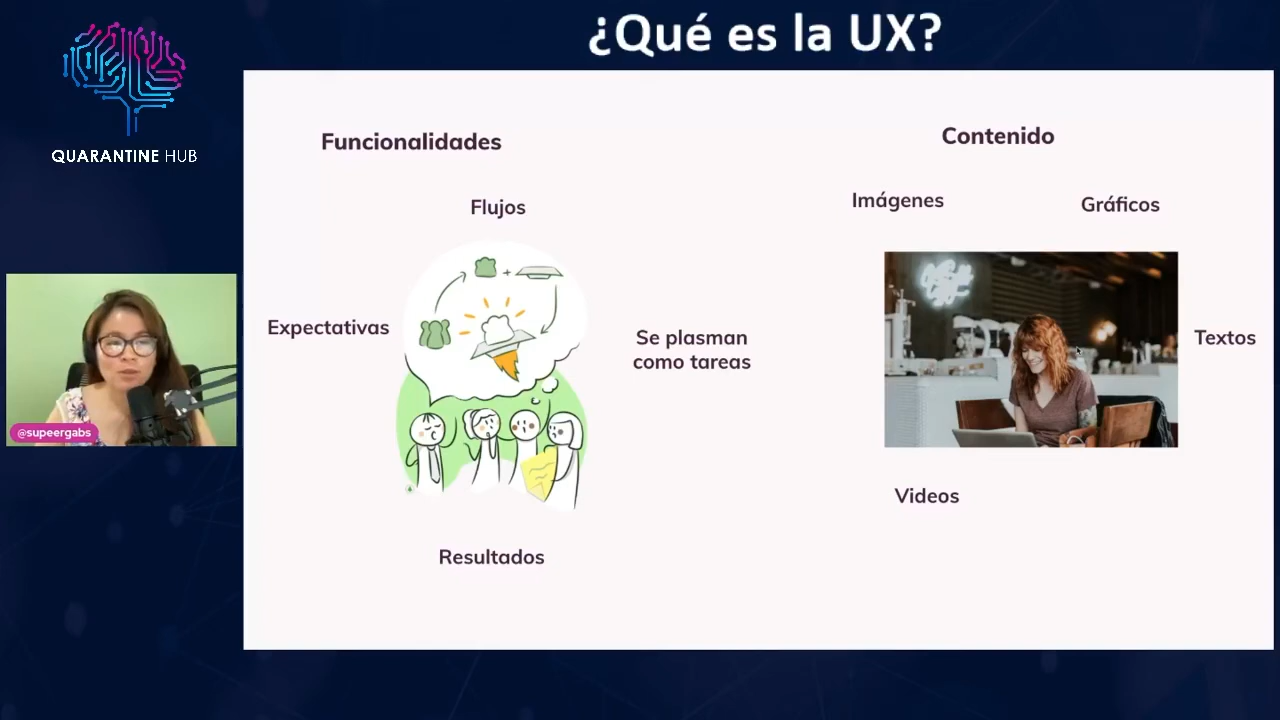 ¿Qué es la UX?
QUARANTINE HUB
@supeergabs
Funcionalidades
Flujos
Expectativas
Se plasman
como tareas
Resultados
Contenido
Imágenes
Gráficos
Textos
Videos